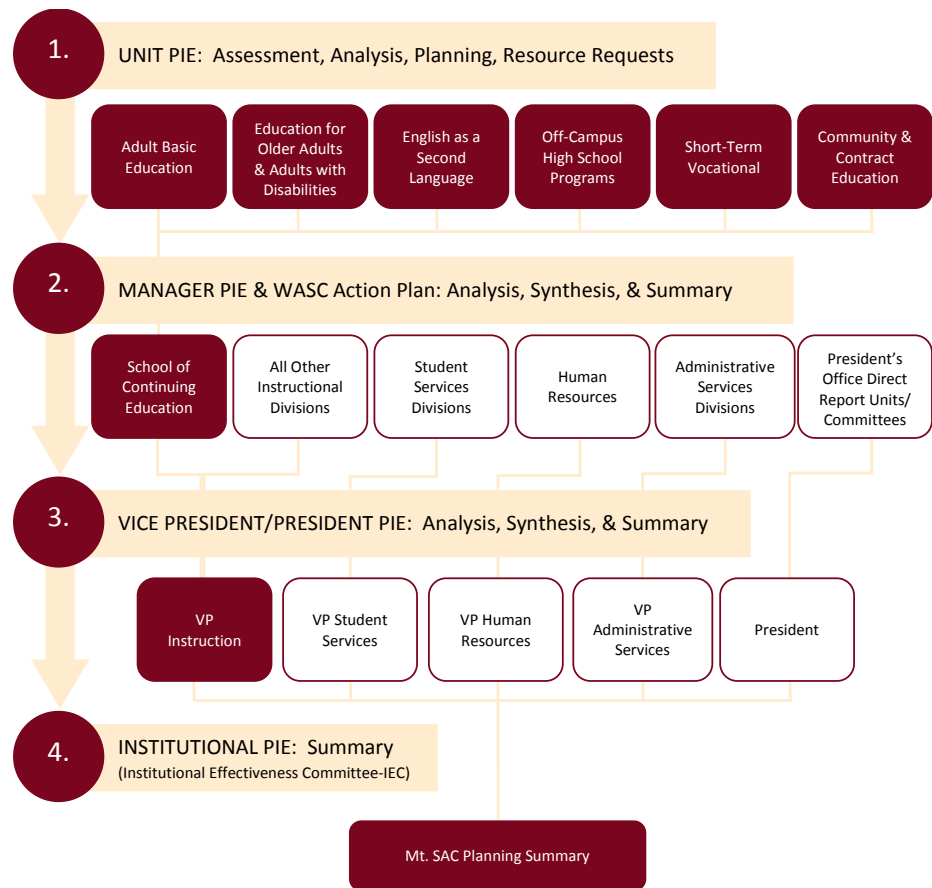 1.
UNIT PIE: Assessment, Analysis, Planning, Resource Requests
Adult Basic
Education
Education for
Older Adults
& Adults with
Disabilities
English as a
Second
Language
Off-Campus
High School
Programs
Short-Term
Vocational
Community &
Contract
Education
2.
MANAGER PIE & WASC Action Plan: Analysis, Synthesis, & Summary
School of
Continuing
Education
All Other
Instructional
Divisions
Student
Services
Divisions
Human
Resources
Administrative
Services
Divisions
President's
Office Direct
Report Units/
Committees
3.
VICE PRESIDENT/PRESIDENT PIE: Analysis, Synthesis, & Summary
VP
Instruction
VP Student
Services
VP Human
Resources
VP
Administrative
Services
President
4.
INSTITUTIONAL PIE: Summary
(Institutional Effectiveness Committee-IEC)
Mt. SAC Planning Summary